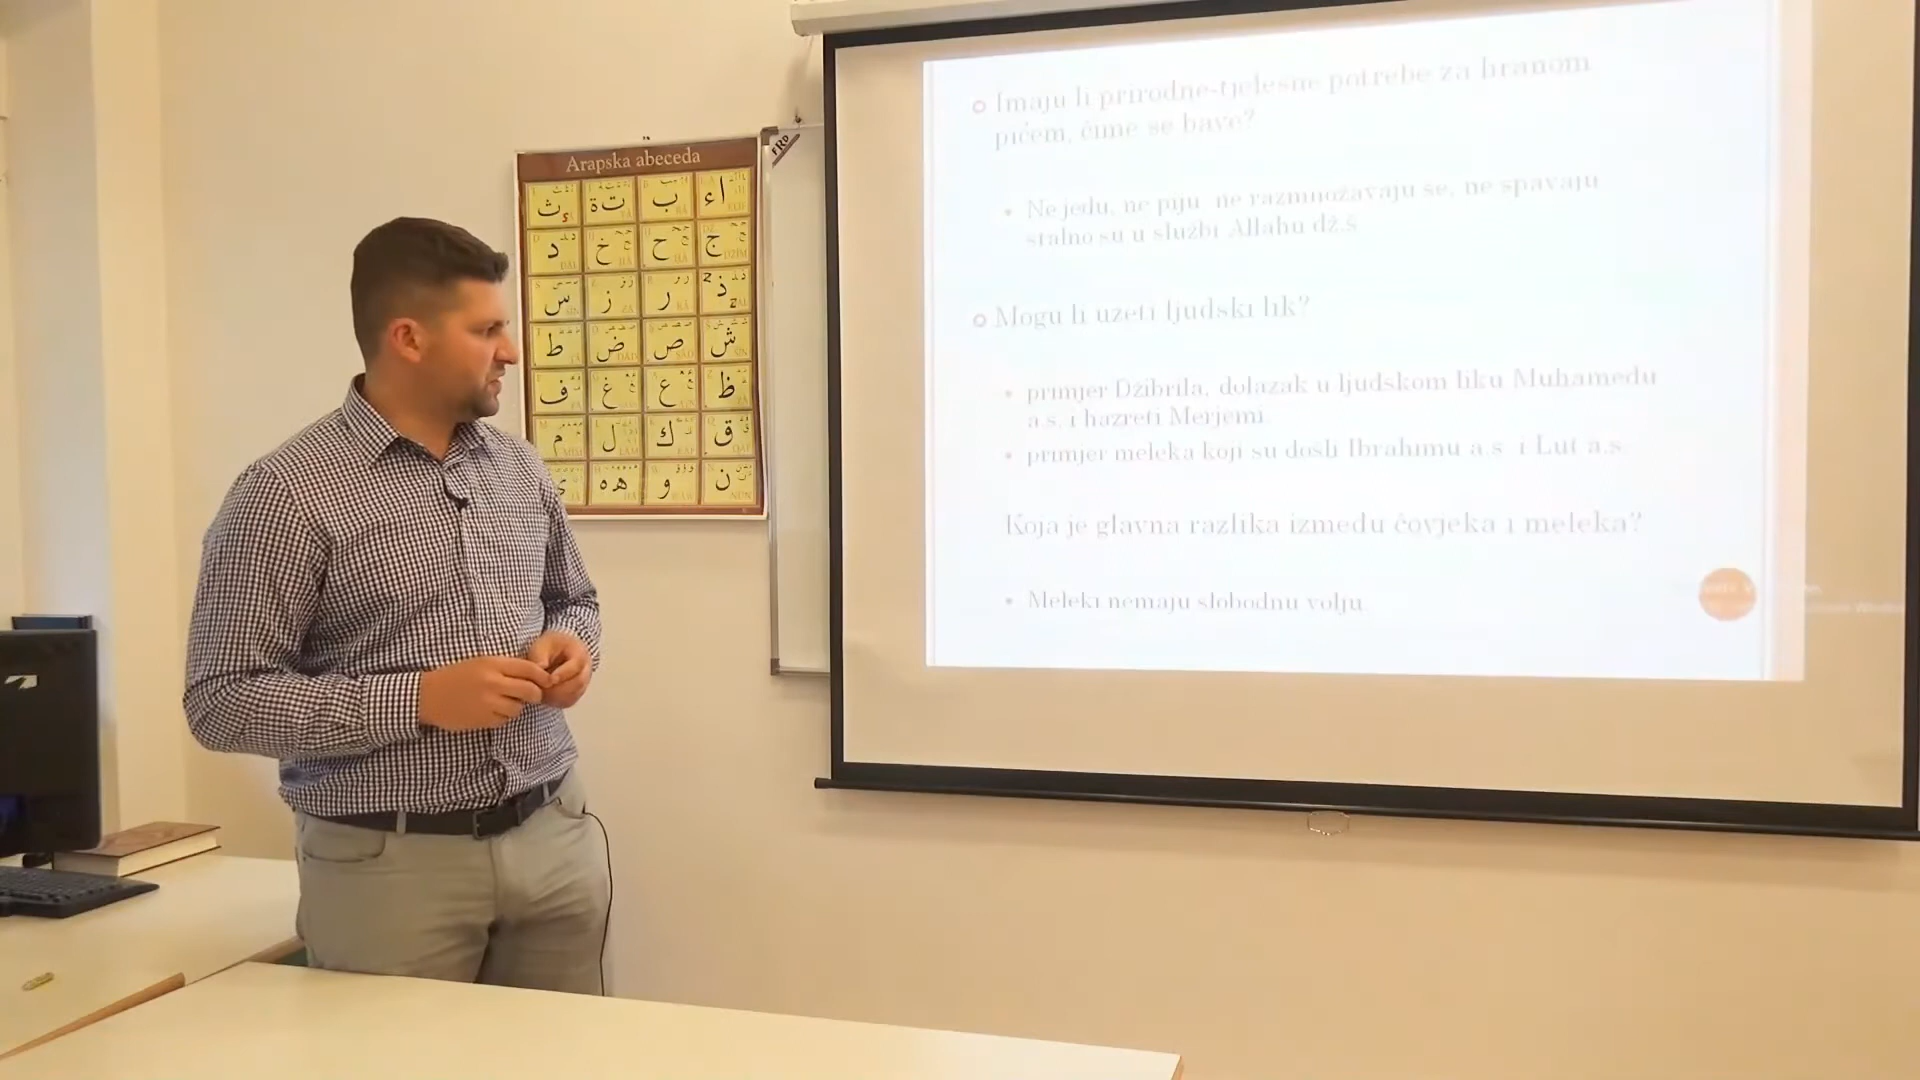 Arapska abeceda
ث ت ة ب ا ء
د خ ح ج
س ز ر ذ
ط ض ص ش
ف غ ع ظ
م ل ك ق
ي ه ه و ن
FRD
Imaju li prirodne-tjelesne potrebe za hranom
pićem, čime se bave?
Ne jedu, ne piju ne razmnožavaju se, ne spavaju
stalno su u službi Allahu dž.š
Mogu li uzeti ljudski lik?
primjer Džibrila, dolazak u ljudskom liku Muhamedu
a.s. i hazreti Merjemi
primjer meleka koji su došli Ibrahimu a.s i Lut a.s.
Koja je glavna razlika između čovjeka i meleka?
Meleki nemaju slobodnu volju